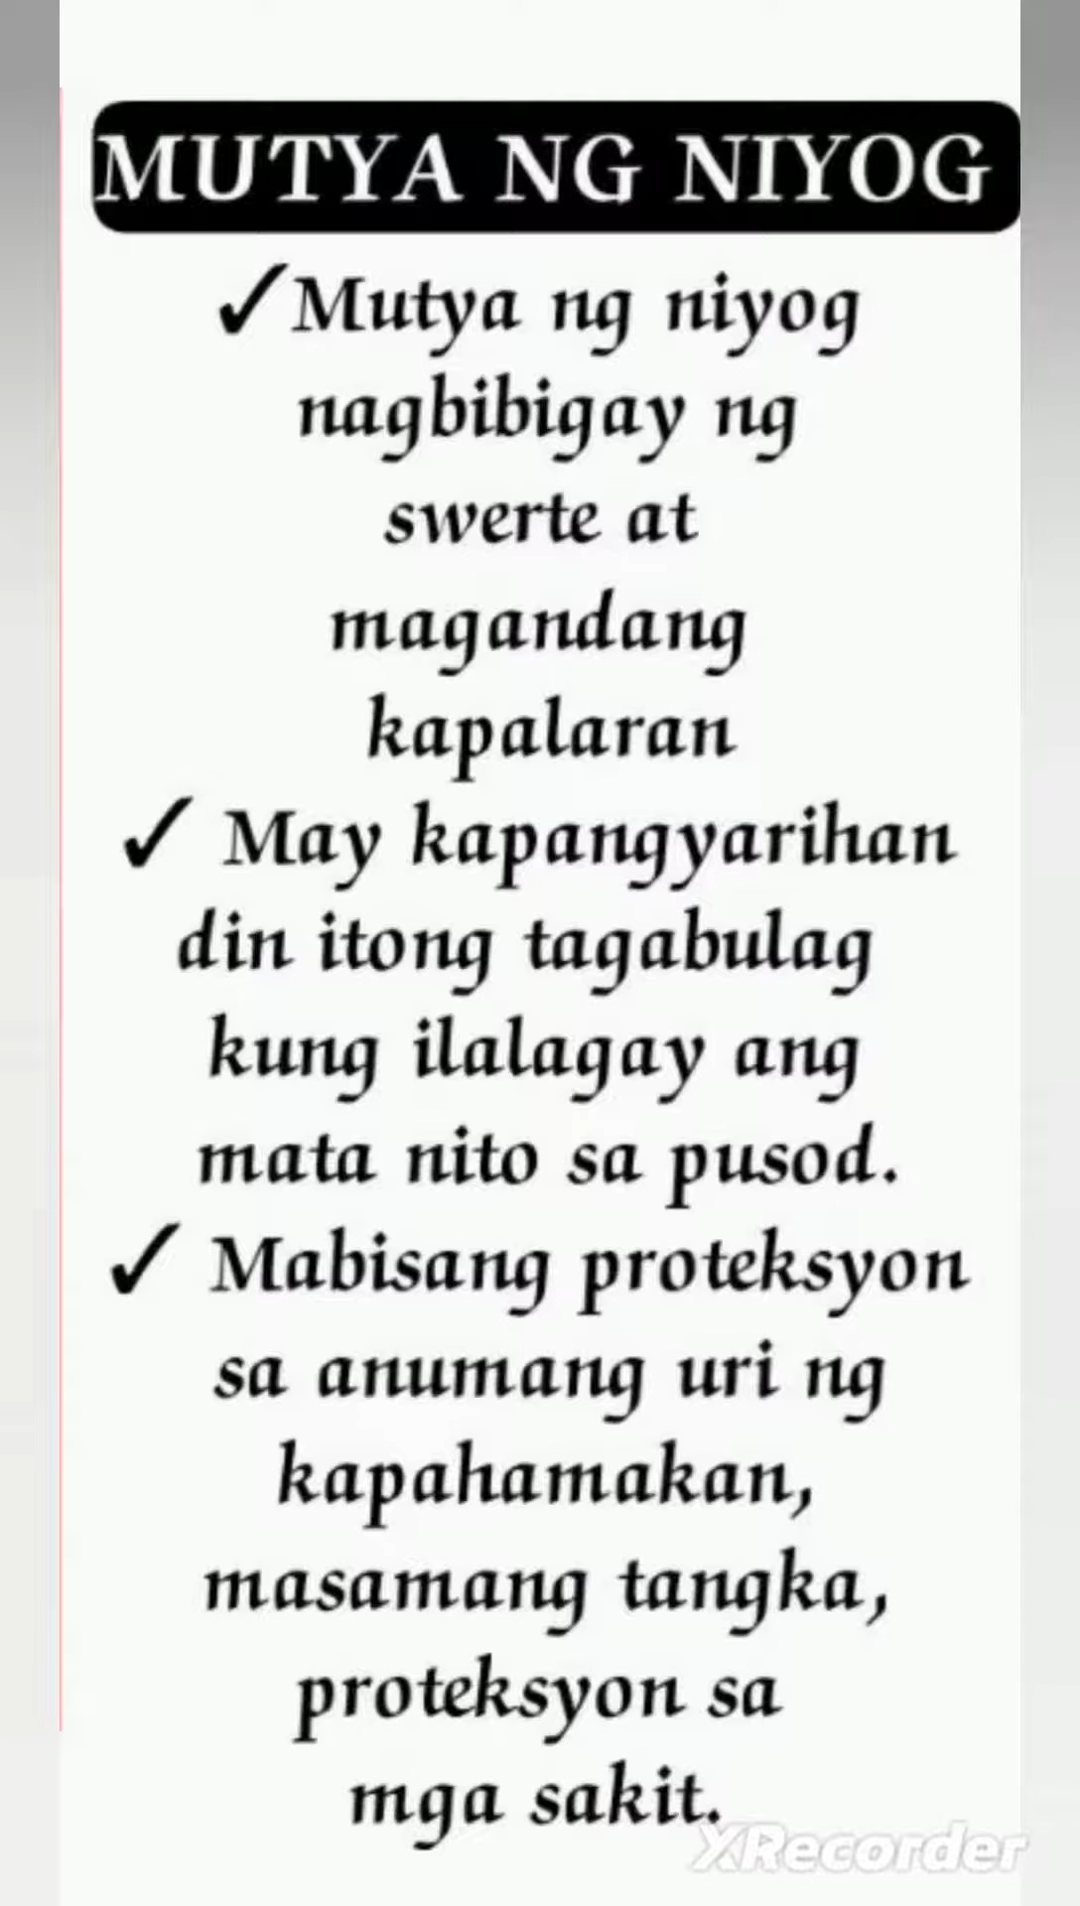 MUTYA NG NIYOG
✓Mutya ng niyog
nagbibigay ng
swerte at
magandang
kapalaran
✓ May kapangyarihan
din itong tagabulag
kung ilalagay ang
mata nito sa pusod.
✓ Mabisang proteksyon
sa anumang uri ng
kapahamakan,
masamang tangka,
proteksyon sa
mga sakit.
XRecorder